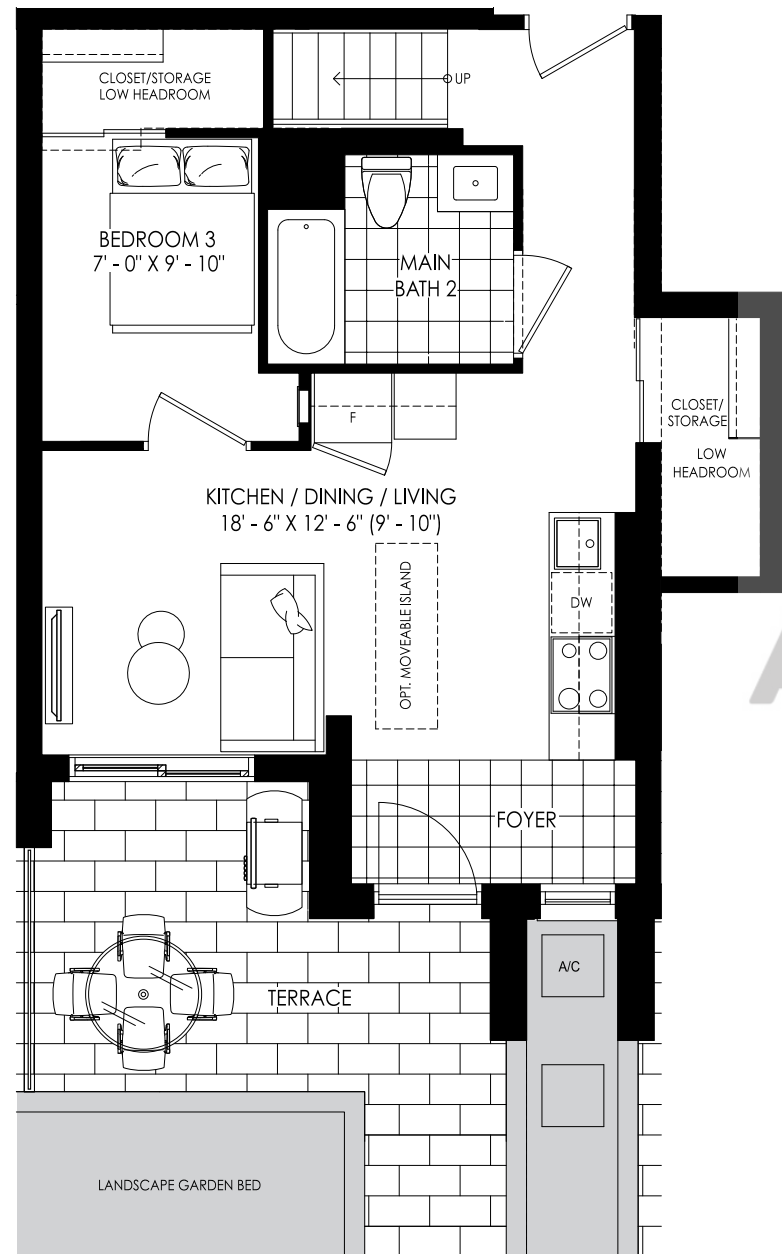 CLOSET/STORAGE
LOW HEADROOM
UP
BEDROOM 3
7' - 0" X 9' - 10"
MAIN
BATH 2
F
CLOSET/
STORAGE
LOW
HEADROOM
KITCHEN / DINING / LIVING
18' - 6" X 12' - 6" (9' - 10")
OPT. MOVEABLE ISLAND
DW
FOYER
A/C
TERRACE
LANDSCAPE GARDEN BED